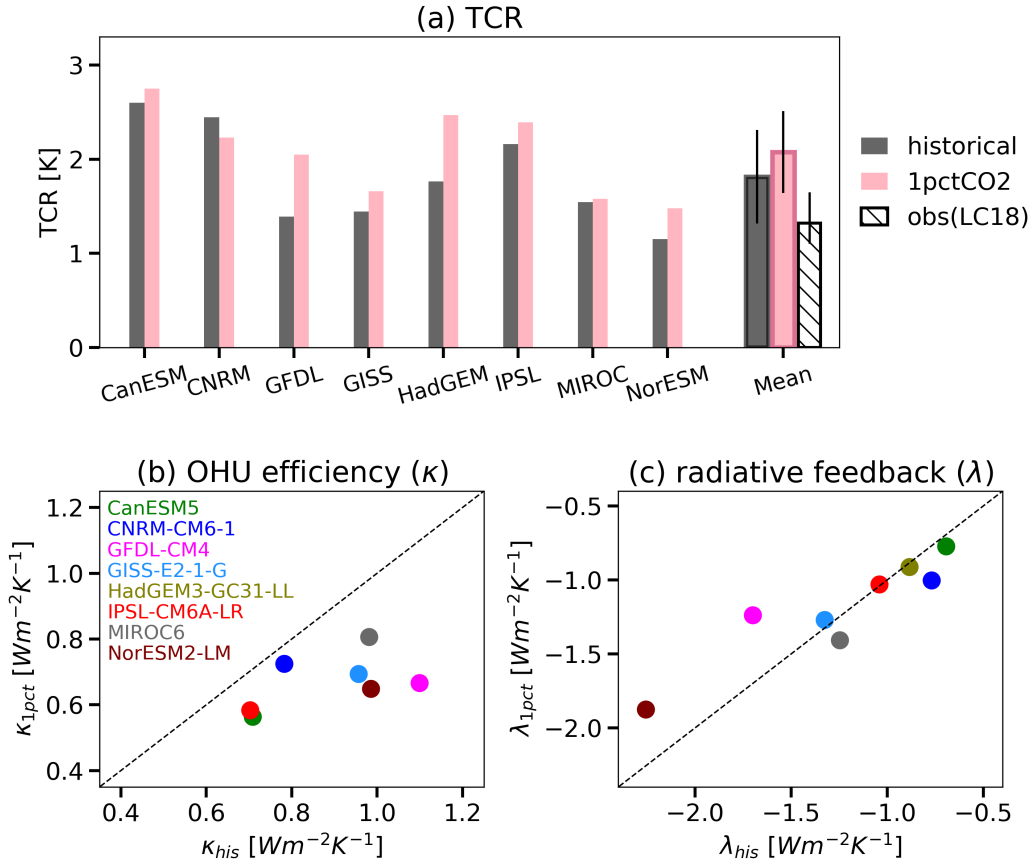 (a) TCR
TCR [K]
3
2
1
0
CanESM
CNRM
GFDL
GISS
HadGEM
IPSL
MIROC
NorESM
Mean
historical
1pctCO2
obs(LC18)
(b) OHU efficiency (κ)
κ1pct [Wm−2K−1]
1.2
1.0
0.8
0.6
0.4
CanESM5
CNRM-CM6-1
GFDL-CM4
GISS-E2-1-G
HadGEM3-GC31-LL
IPSL-CM6A-LR
MIROC6
NorESM2-LM
0.4 0.6 0.8 1.0 1.2
κhis [Wm−2K−1]
(c) radiative feedback (λ)
λ1pct [Wm−2K−1]
−0.5
−1.0
−1.5
−2.0
−2.0 −1.5 −1.0 −0.5
λhis [Wm−2K−1]